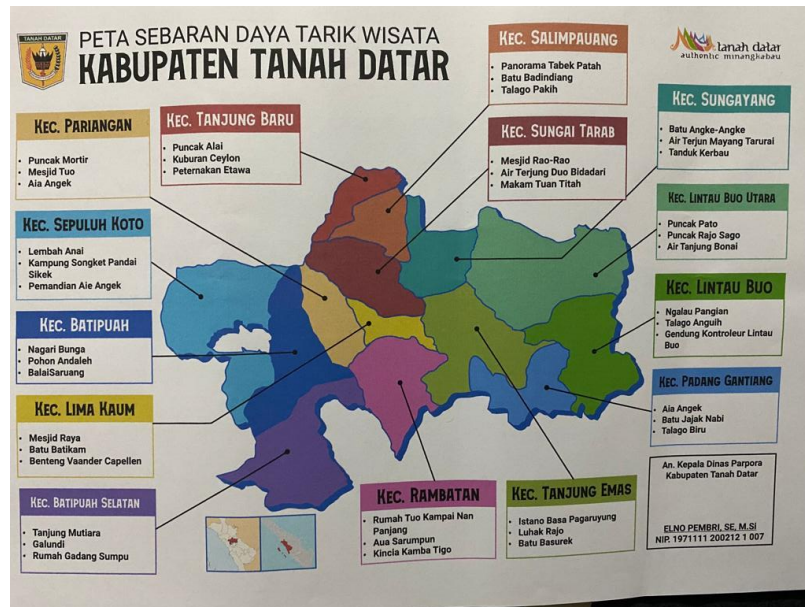 TANAH DATAR
PETA SEBARAN DAYA TARIK WISATA
KABUPATEN TANAH DATAR
tanah datar
authentic minangkabau
KEC. PARIANGAN
Puncak Mortir
Mesjid Tuo
Aia Angek
KEC. TANJUNG BARU
Puncak Alai
Kuburan Ceylon
Peternakan Etawa
KEC. SALIMPAUANG
Panorama Tabek Patah
Batu Badindiang
Talago Pakih
KEC. SUNGAI TARAB
Mesjid Rao-Rao
Air Terjung Duo Bidadari
Makam Tuan Titah
KEC. SUNGAYANG
Batu Angke-Angke
Air Terjun Mayang Tarurai
Tanduk Kerbau
KEC. SEPULUH KOTO
Lembah Anai
Kampung Songket Pandai
Sikek
Pemandian Aie Angek
KEC. LINTAU BUO UTARA
Puncak Pato
Puncak Rajo Sago
Air Tanjung Bonai
KEC. BATIPUAH
Nagari Bunga
Pohon Andaleh
BalaiSaruang
KEC. LINTAU BUO
Ngalau Pangian
Talago Anguih
Gendung Kontroleur Lintau
Buo
KEC. LIMA KAUM
Mesjid Raya
Batu Batikam
Benteng Vaander Capellen
KEC. PADANG GANTIANG
Aia Angek
Batu Jajak Nabi
Talago Biru
KEC. BATIPUAH SELATAN
Tanjung Mutiara
Galundi
Rumah Gadang Sumpu
KEC. RAMBATAN
Rumah Tuo Kampai Nan
Panjang
Aua Sarumpun
Kincia Kamba Tigo
KEC. TANJUNG EMAS
Istano Basa Pagaruyung
Luhak Rajo
Batu Basurek
An. Kepala Dinas Parpora
Kabupaten Tanah Datar
ELNO PEMBRI, SE, M.Si
NIP. 1971111 200212 1 007